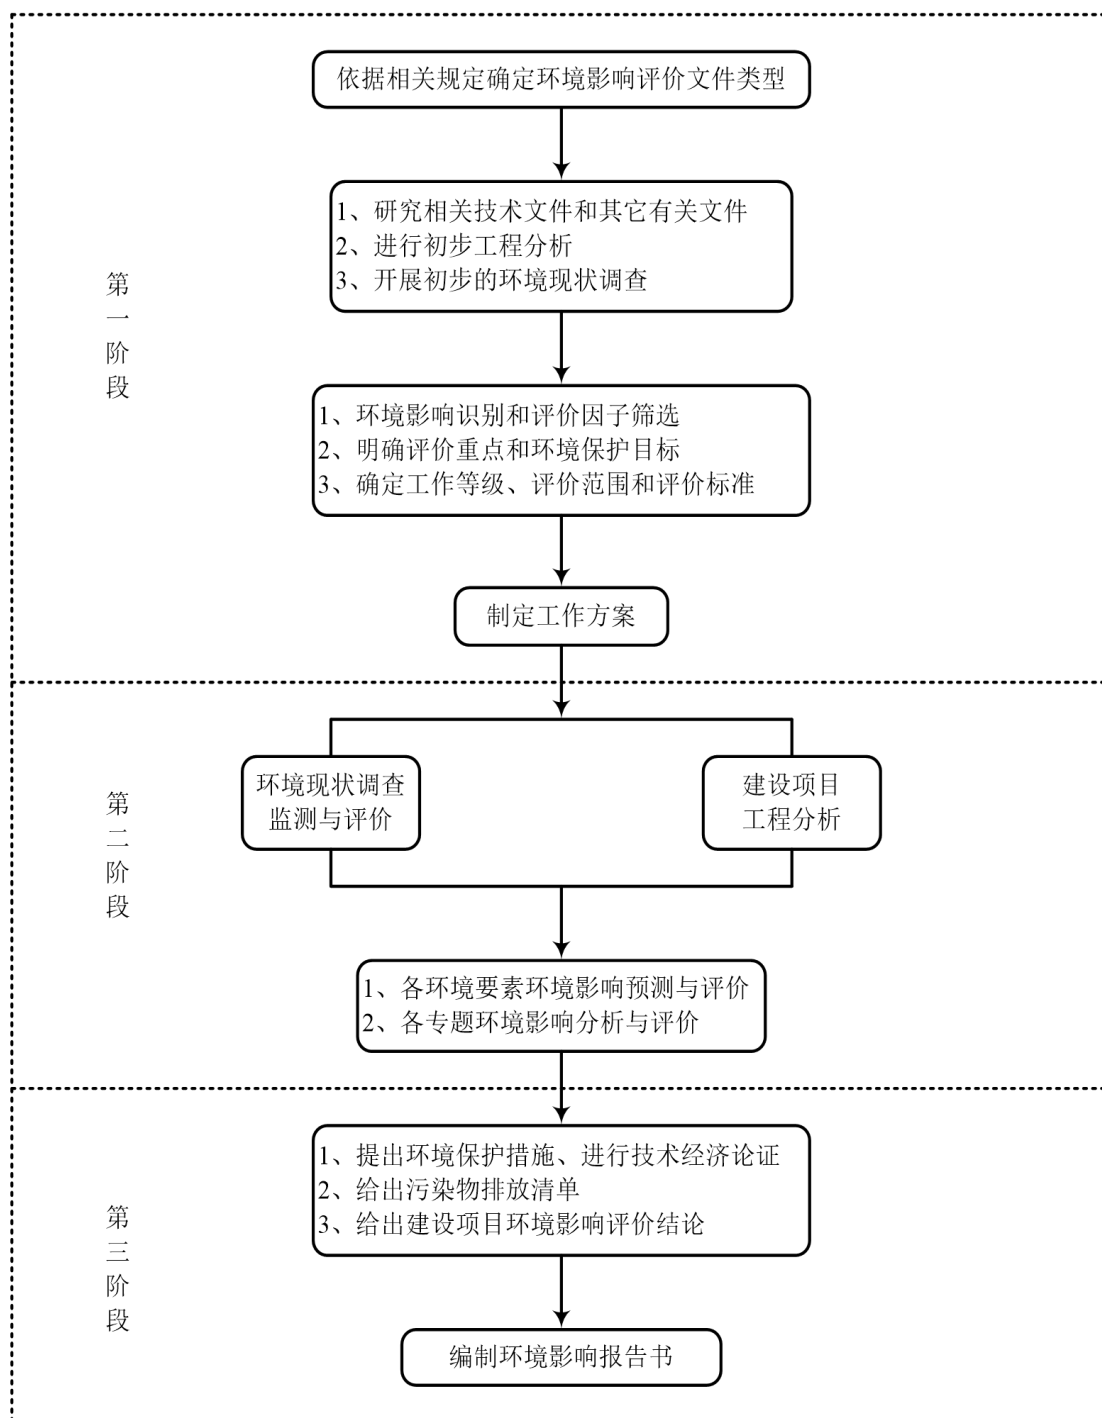 依据相关规定确定环境影响评价文件类型
1、研究相关技术文件和其它有关文件
2、进行初步工程分析
3、开展初步的环境现状调查
第一阶段
1、环境影响识别和评价因子筛选
2、明确评价重点和环境保护目标
3、确定工作等级、评价范围和评价标准
制定工作方案
第二阶段
环境现状调查
监测与评价
建设项目
工程分析
1、各环境要素环境影响预测与评价
2、各专题环境影响分析与评价
第三阶段
1、提出环境保护措施、进行技术经济论证
2、给出污染物排放清单
3、给出建设项目环境影响评价结论
编制环境影响报告书